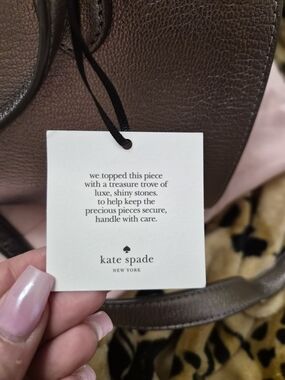 we topped this piece
with a treasure trove of
luxe, shiny stones.
to help keep the
precious pieces secure,
handle with care.
kate spade
NEW YORK